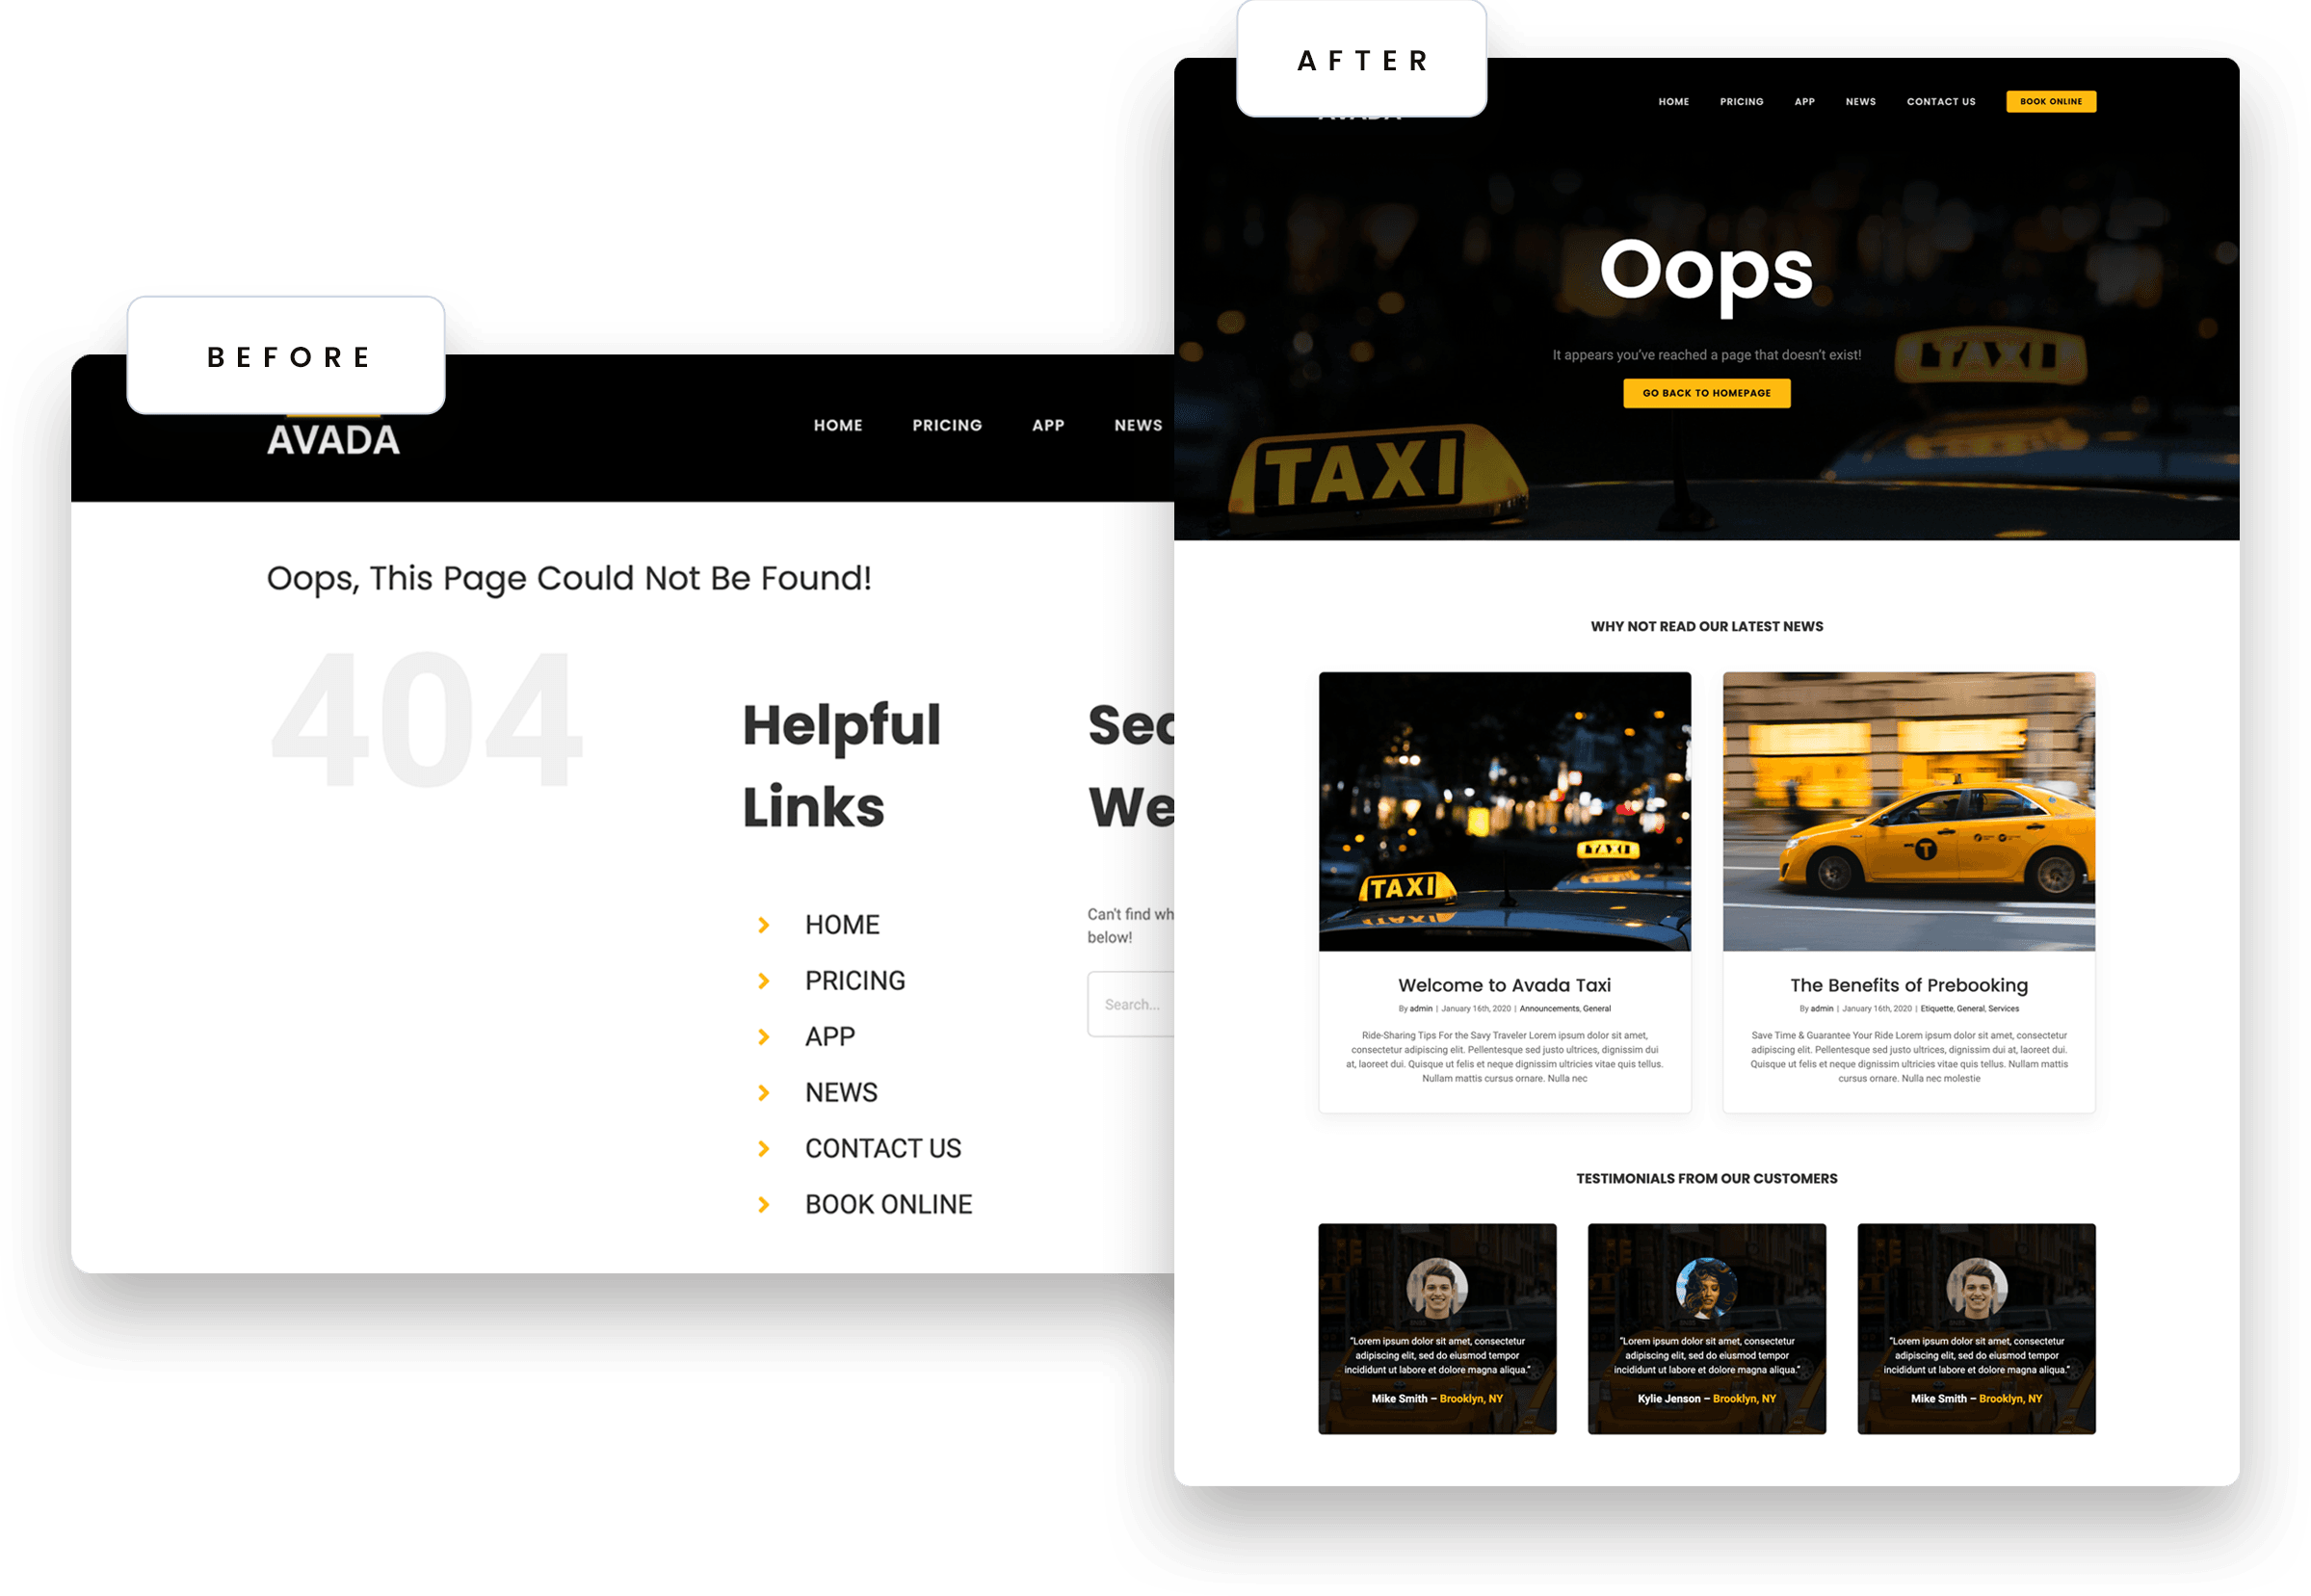 BEFORE
AVADA
HOME PRICING APP NEWS
Oops, This Page Could Not Be Found!
404
Helpful
Links
HOME
PRICING
APP
NEWS
CONTACT US
BOOK ONLINE
Can't find
below!
Search...
AFTER
AVADA
HOME PRICING APP NEWS CONTACT US BOOK ONLINE
Oops
It appears you've reached a page that doesn't exist!
GO BACK TO HOMEPAGE
TAXI
TAXI
WHY NOT READ OUR LATEST NEWS
TAXI
TAXI
T
Welcome to Avada Taxi
By admin | January 16th, 2020 | Announcements, General
Ride-Sharing Tips For the Savy Traveler Lorem ipsum dolor sit amet,
consectetur adipiscing elit. Pellentesque sed justo ultrices, dignissim dui
at, laoreet dui. Quisque ut felis et neque dignissim ultricies vitae quis tellus.
Nullam mattis cursus ornare. Nulla nec
The Benefits of Prebooking
By admin | January 16th, 2020 | Etiquette, General, Services
Save Time & Guarantee Your Ride Lorem ipsum dolor sit amet, consectetur
adipiscing elit. Pellentesque sed justo ultrices, dignissim dui at, laoreet dui.
Quisque ut felis et neque dignissim ultricies vitae quis tellus. Nullam mattis
cursus ornare. Nulla nec molestie
TESTIMONIALS FROM OUR CUSTOMERS
"Lorem ipsum dolor sit amet, consectetur
adipiscing elit, sed do eiusmod tempor
incididunt ut labore et dolore magna aliqua."
Mike Smith – Brooklyn, NY
"Lorem ipsum dolor sit amet, consectetur
adipiscing elit, sed do eiusmod tempor
incididunt ut labore et dolore magna aliqua."
Kylie Jenson – Brooklyn, NY
"Lorem ipsum dolor sit amet, consectetur
adipiscing elit, sed do eiusmod tempor
incididunt ut labore et dolore magna aliqua."
Mike Smith – Brooklyn, NY